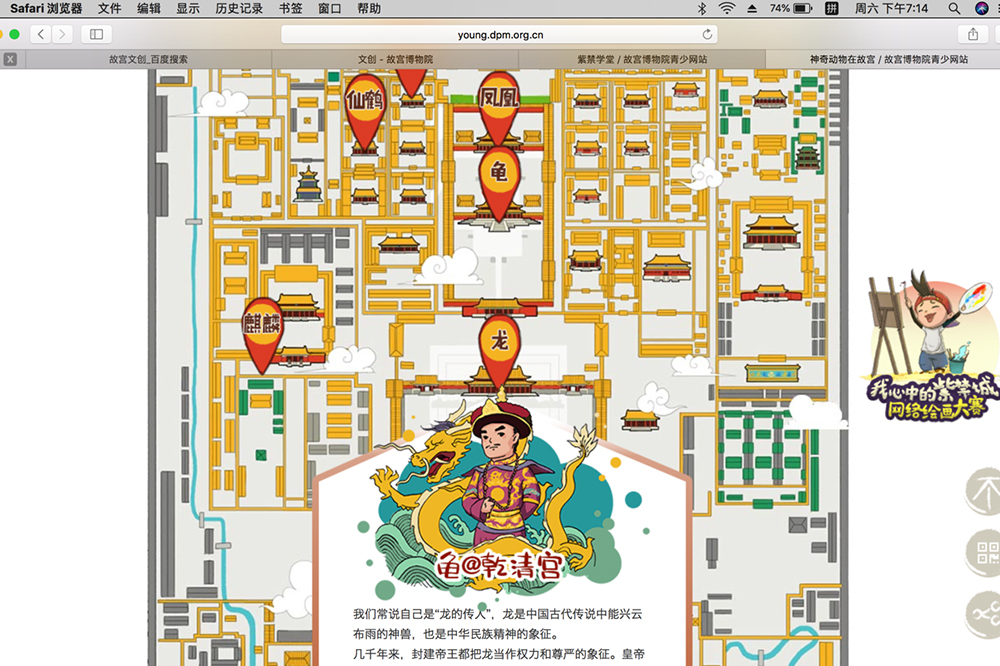 Safari 浏览器 文件 编辑 显示 历史记录 书签 窗口 帮助 74% 拼 周六 下午7:14
young.dpm.org.cn
故宫文创_百度搜索 文创 - 故宫博物院 紫禁学堂 / 故宫博物院青少网站 神奇动物在故宫 / 故宫博物院青少网站
仙鹤
凤凰
龟
麒麟
龙
我心中的紫禁城
网络绘画大赛
龟@乾清宫
我们常说自己是“龙的传人”，龙是中国古代传说中能兴云
布雨的神兽，也是中华民族精神的象征。
几千年来，封建帝王都把龙当作权力和尊严的象征。皇帝